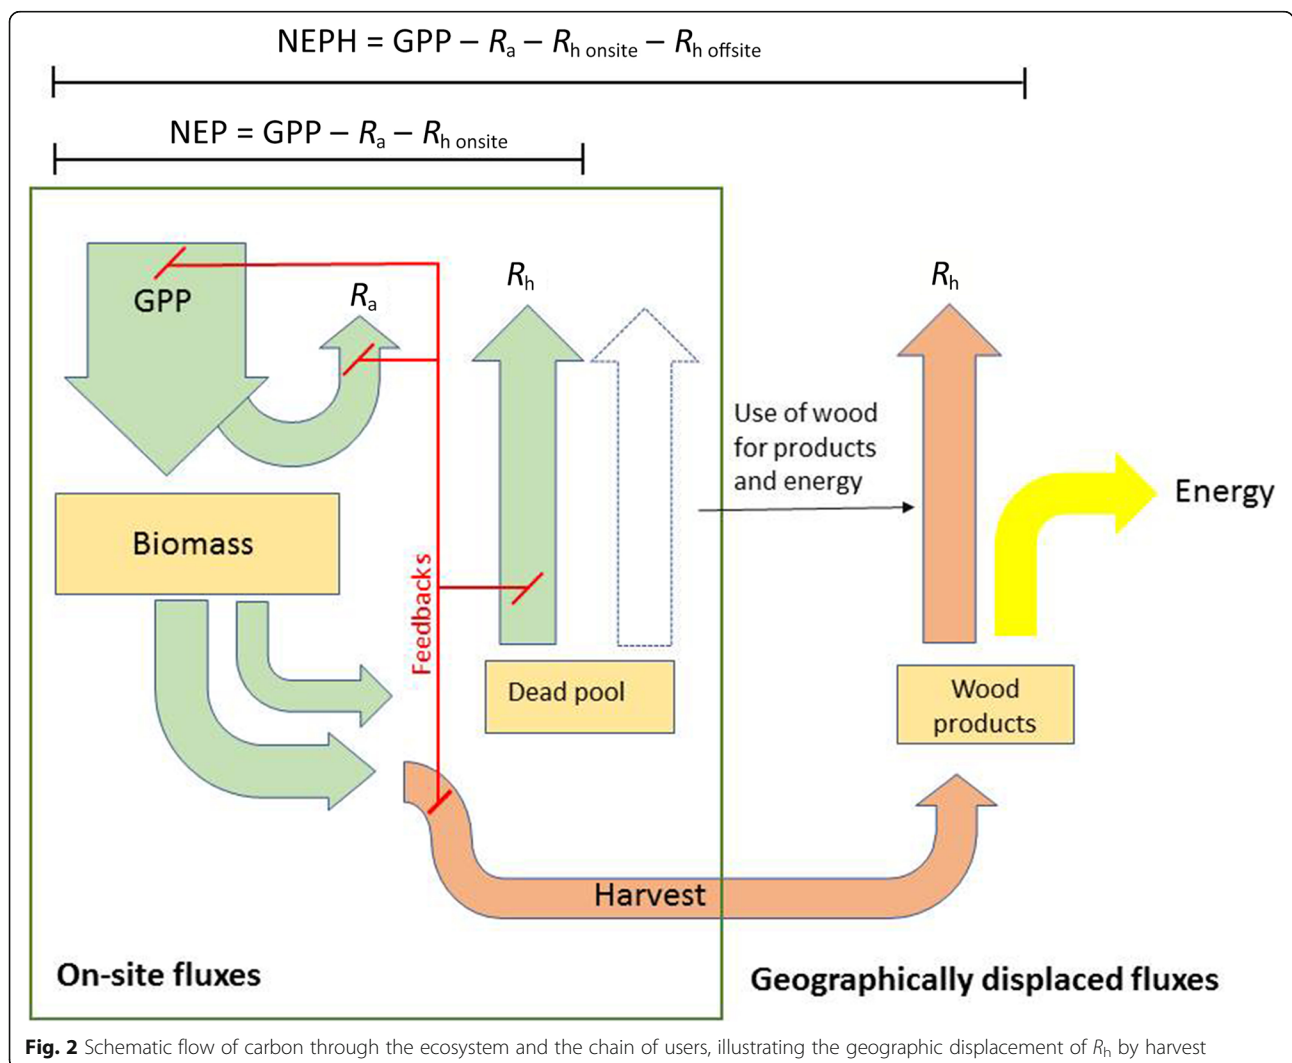 NEPH = GPP – Ra – Rh onsite – Rh offsite
NEP = GPP – Ra – Rh onsite
GPP
Ra
Rh
Rh
Use of wood
for products
and energy
Energy
Biomass
Feedbacks
Dead pool
Wood
products
Harvest
On-site fluxes
Geographically displaced fluxes
Fig. 2 Schematic flow of carbon through the ecosystem and the chain of users, illustrating the geographic displacement of Rh by harvest